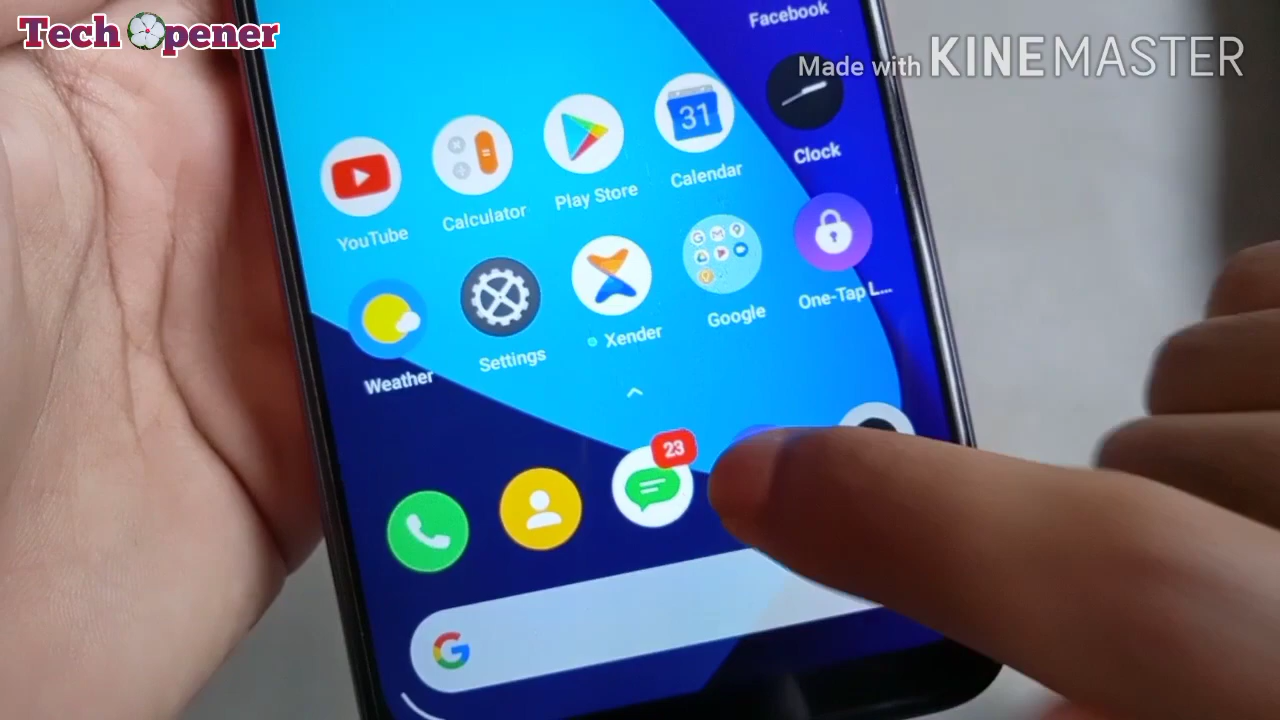 Tech Opener
Made with KINEMASTER
Facebook
31
YouTube
Calculator
Play Store
Calendar
Clock
Weather
Settings
Xender
Google
One-Tap L...
23
G